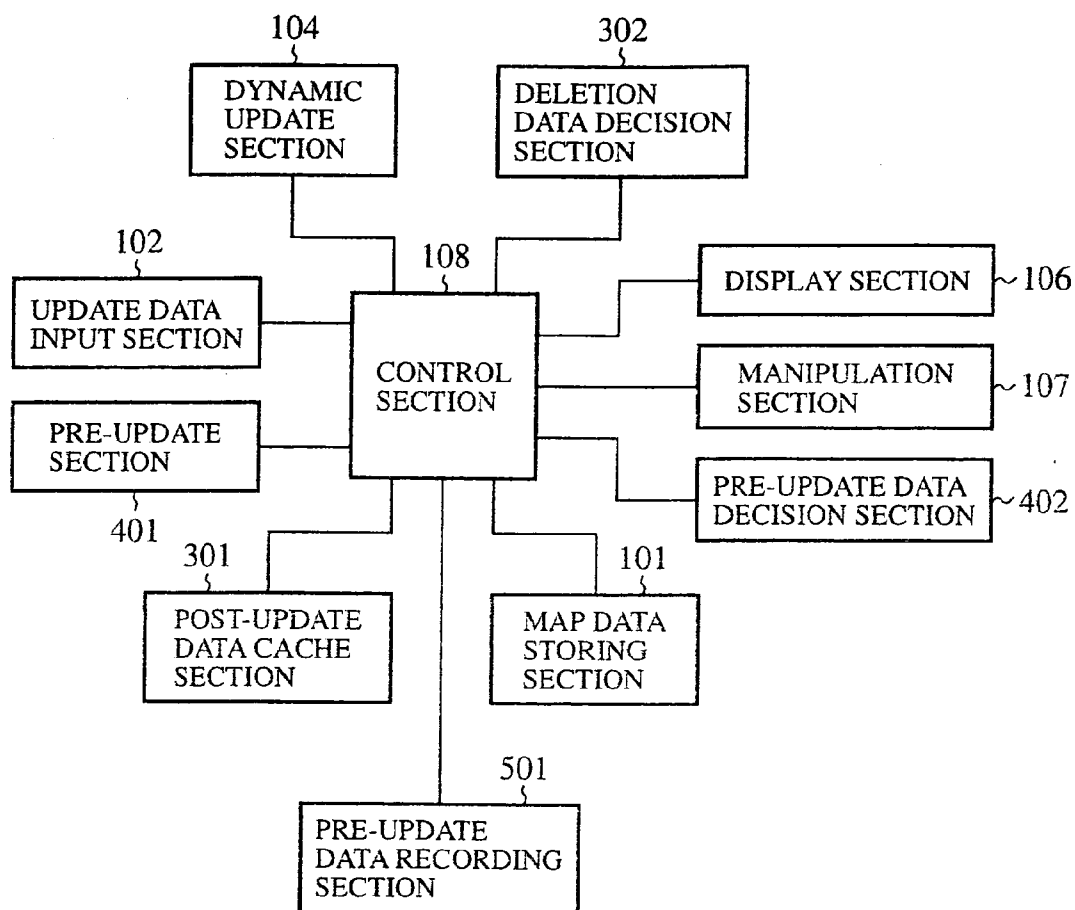 104
DYNAMIC
UPDATE
SECTION
302
DELETION
DATA DECISION
SECTION
102
UPDATE DATA
INPUT SECTION
108
CONTROL
SECTION
DISPLAY SECTION
106
MANIPULATION
SECTION
107
PRE-UPDATE
SECTION
401
PRE-UPDATE DATA
DECISION SECTION
402
301
POST-UPDATE
DATA CACHE
SECTION
101
MAP DATA
STORING
SECTION
501
PRE-UPDATE
DATA RECORDING
SECTION